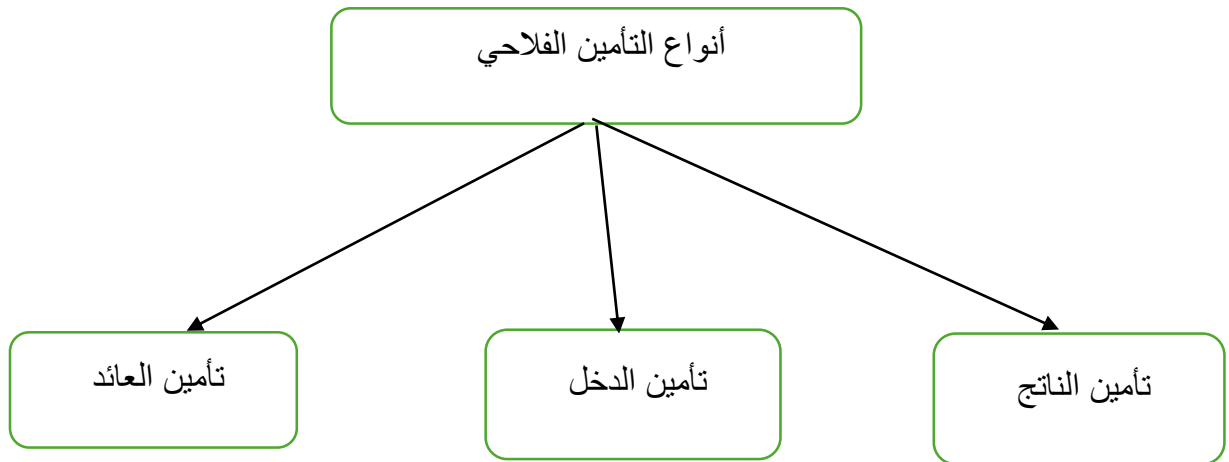 أنواع التأمين الفلاحي
تأمين الناتج
تأمين الدخل
تأمين العائد